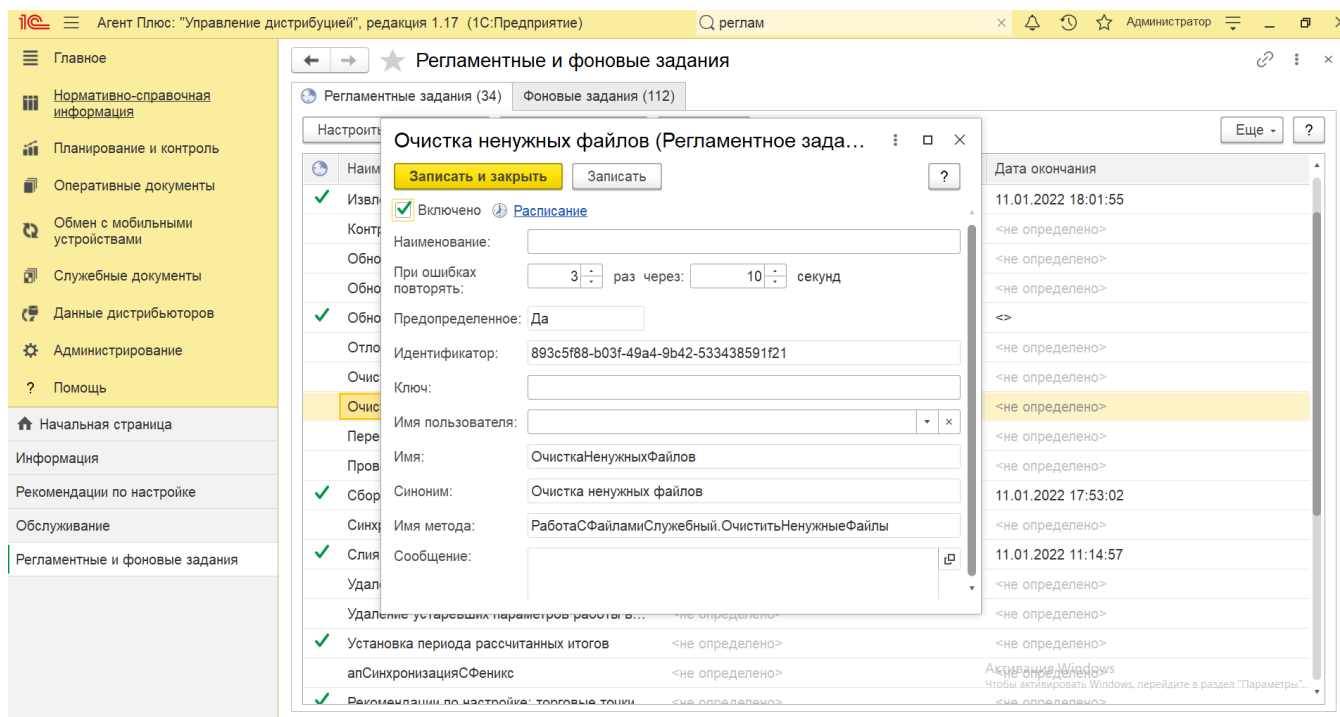 1С Агент Плюс: "Управление дистрибуцией", редакция 1.17 (1С:Предприятие) реглам Администратор
Главное
Нормативно-справочная
информация
Планирование и контроль
Оперативные документы
Обмен с мобильными
устройствами
Служебные документы
Данные дистрибьюторов
Администрирование
? Помощь
Начальная страница
Информация
Рекомендации по настройке
Обслуживание
Регламентные и фоновые задания
Регламентные и фоновые задания
Регламентные задания (34) Фоновые задания (112)
Настроить Еще ?
Наим Дата окончания
Извл 11.01.2022 18:01:55
Контр <не определено>
Обно <не определено>
Обно <не определено>
Обно <>
Отло <не определено>
Очис <не определено>
Очис <не определено>
Пере <не определено>
Пров <не определено>
Сбор 11.01.2022 17:53:02
Синхр <не определено>
Слия 11.01.2022 11:14:57
Удал <не определено>
Удаление устаревших параметров работы в... <не определено> <не определено>
Установка периода рассчитанных итогов <не определено> <не определено>
апСинхронизацияСФеникс <не определено> <не определено>
Рекомендации по настройке: торговые точки <не определено> <не определено>
Очистка ненужных файлов (Регламентное зада...
Записать и закрыть Записать ?
Включено Расписание
Наименование:
При ошибках
повторять: 3 раз через: 10 секунд
Предопределенное: Да
Идентификатор: 893c5f88-b03f-49a4-9b42-533438591f21
Ключ:
Имя пользователя:
Имя: ОчисткаНенужныхФайлов
Синоним: Очистка ненужных файлов
Имя метода: РаботаСФайламиСлужебный.ОчиститьНенужныеФайлы
Сообщение:
Активация Windows
Чтобы активировать Windows, перейдите в раздел "Параметры".